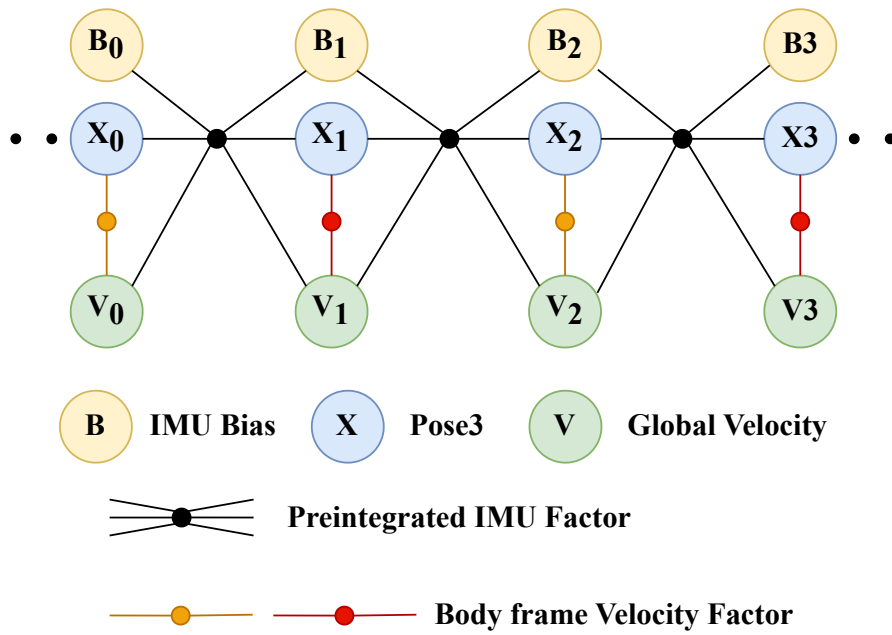 B0 B1 B2 B3
X0 X1 X2 X3
V0 V1 V2 V3
B IMU Bias X Pose3 V Global Velocity
Preintegrated IMU Factor
Body frame Velocity Factor